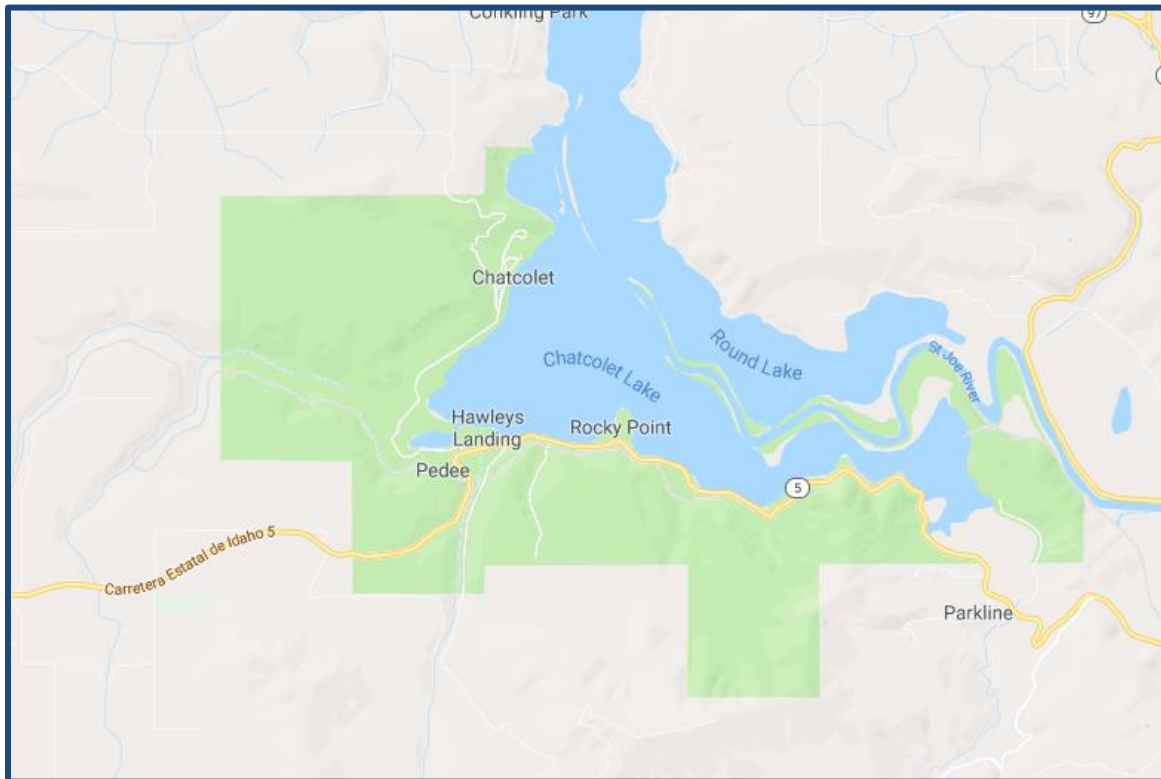 Conkling Park
97
Chatcolet
Round Lake
St Joe River
Chatcolet Lake
Hawleys
Landing
Rocky Point
Pedee
5
Carretera Estatal de Idaho 5
Parkline